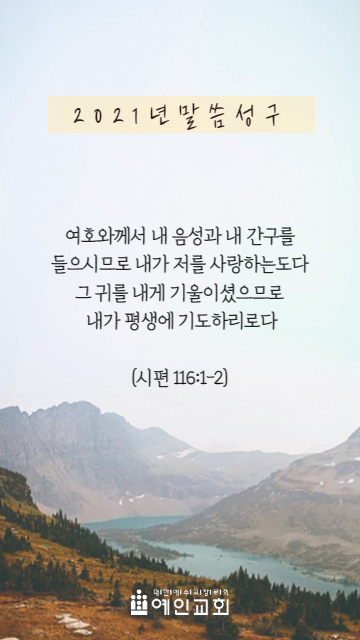 2021년말씀성구
여호와께서 내 음성과 내 간구를
들으시므로 내가 저를 사랑하는도다
그 귀를 내게 기울이셨으므로
내가 평생에 기도하리로다
(시편 116:1-2)
예인교회